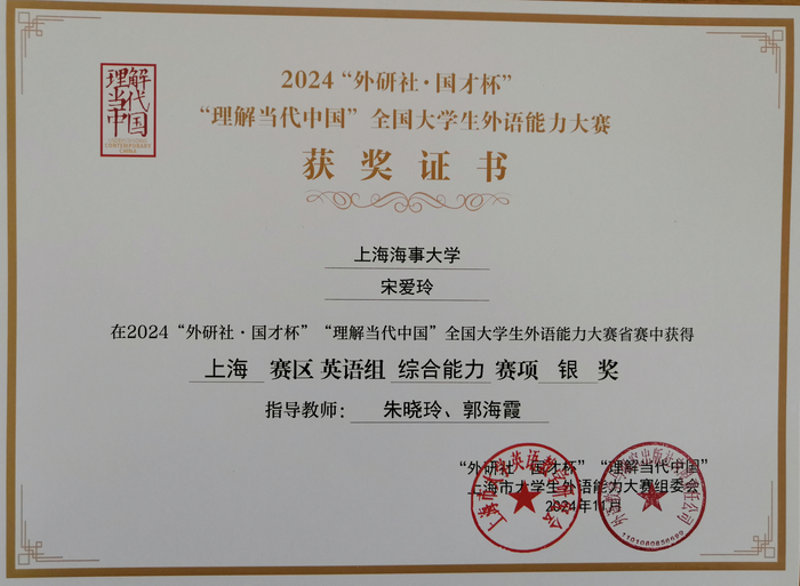 理解
当代
中国
UNDERSTANDING
CONTEMPORARY
CHINA
2024 “外研社·国才杯”
“理解当代中国” 全国大学生外语能力大赛
获奖证书
上海海事大学
宋爱玲
在2024 “外研社·国才杯” “理解当代中国” 全国大学生外语能力大赛省赛中获得
上海 赛区 英语组 综合能力 赛项 银 奖
指导教师： 朱晓玲、郭海霞
“外研社·国才杯” “理解当代中国”
上海市大学生外语能力大赛组委会
2024年11月